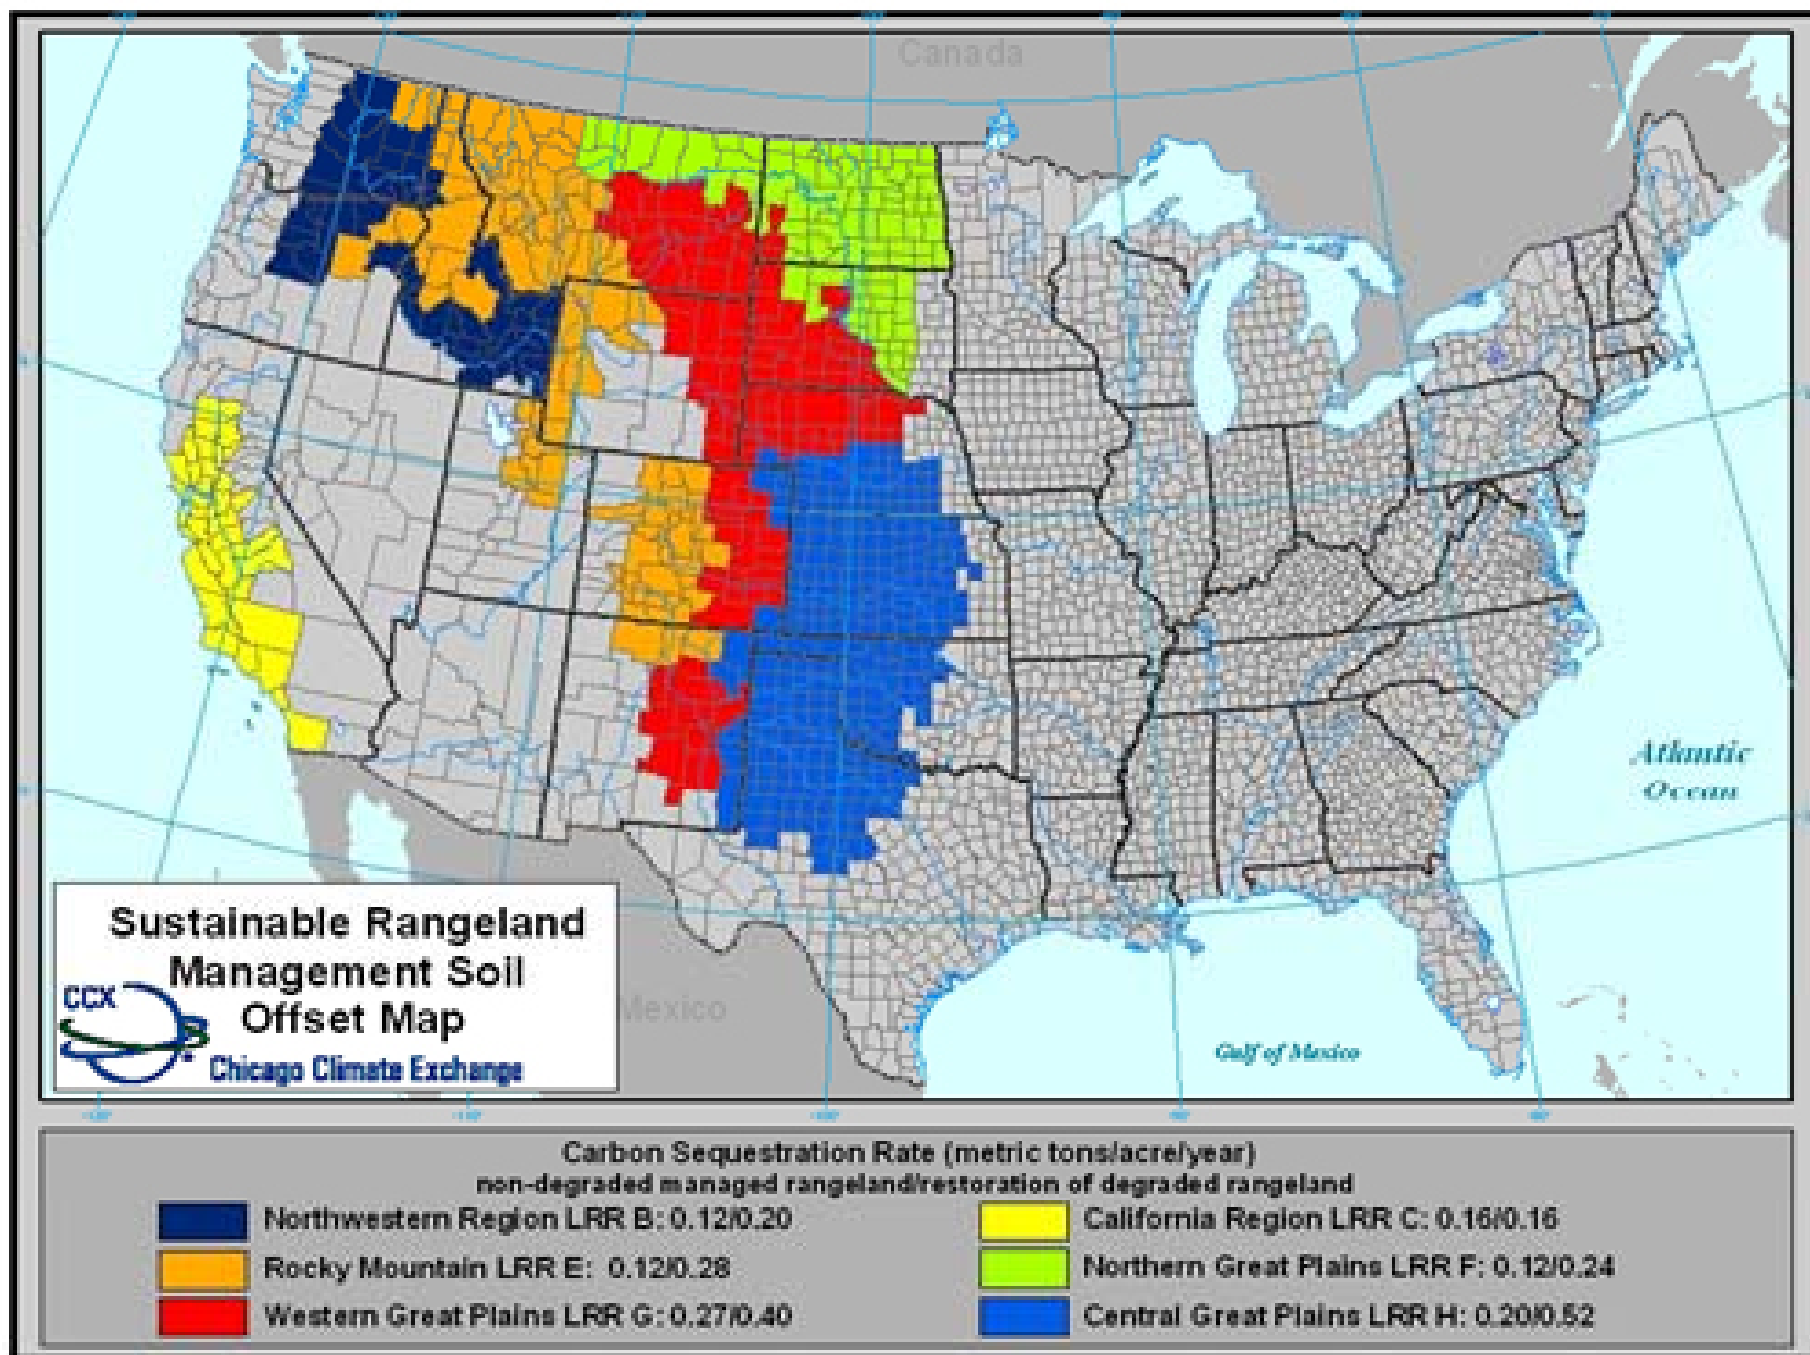 Canada
Atlantic
Ocean
Sustainable Rangeland
Management Soil
Offset Map
CCX
Chicago Climate Exchange
Mexico
Gulf of Mexico
Carbon Sequestration Rate (metric tons/acre/year)
non-degraded managed rangeland/restoration of degraded rangeland
Northwestern Region LRR B: 0.12/0.20
California Region LRR C: 0.16/0.16
Rocky Mountain LRR E: 0.12/0.28
Northern Great Plains LRR F: 0.12/0.24
Western Great Plains LRR G: 0.27/0.40
Central Great Plains LRR H: 0.20/0.52